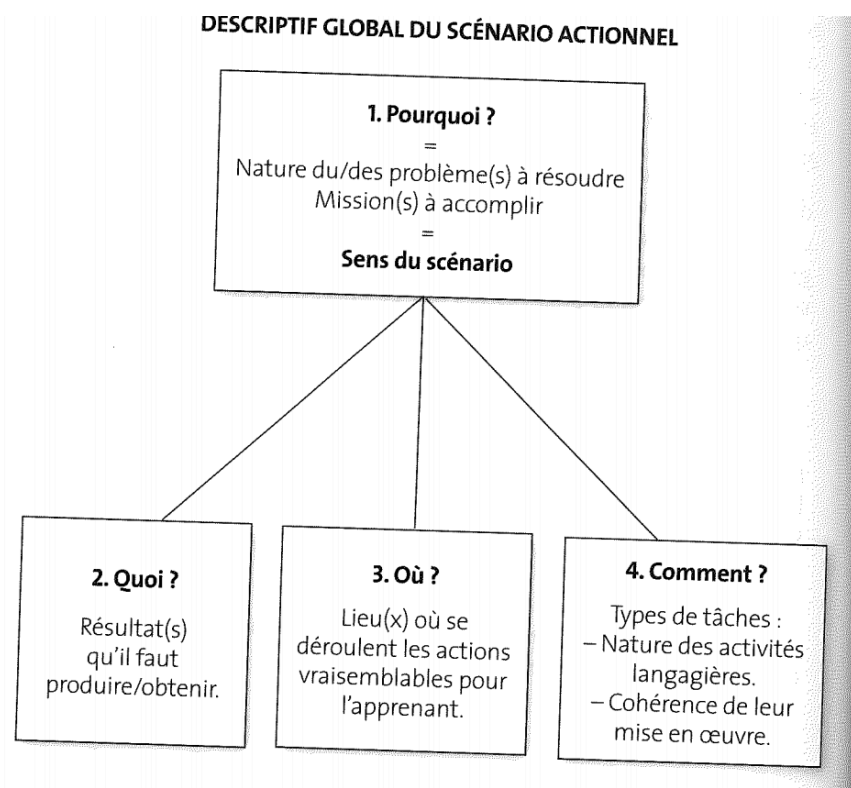 DESCRIPTIF GLOBAL DU SCÉNARIO ACTIONNEL
1. Pourquoi ?
=
Nature du/des problème(s) à résoudre
Mission(s) à accomplir
=
Sens du scénario
2. Quoi ?
Résultat(s)
qu'il faut
produire/obtenir.
3. Où ?
Lieu(x) où se
déroulent les actions
vraisemblables pour
l'apprenant.
4. Comment ?
Types de tâches :
– Nature des activités
langagières.
– Cohérence de leur
mise en œuvre.